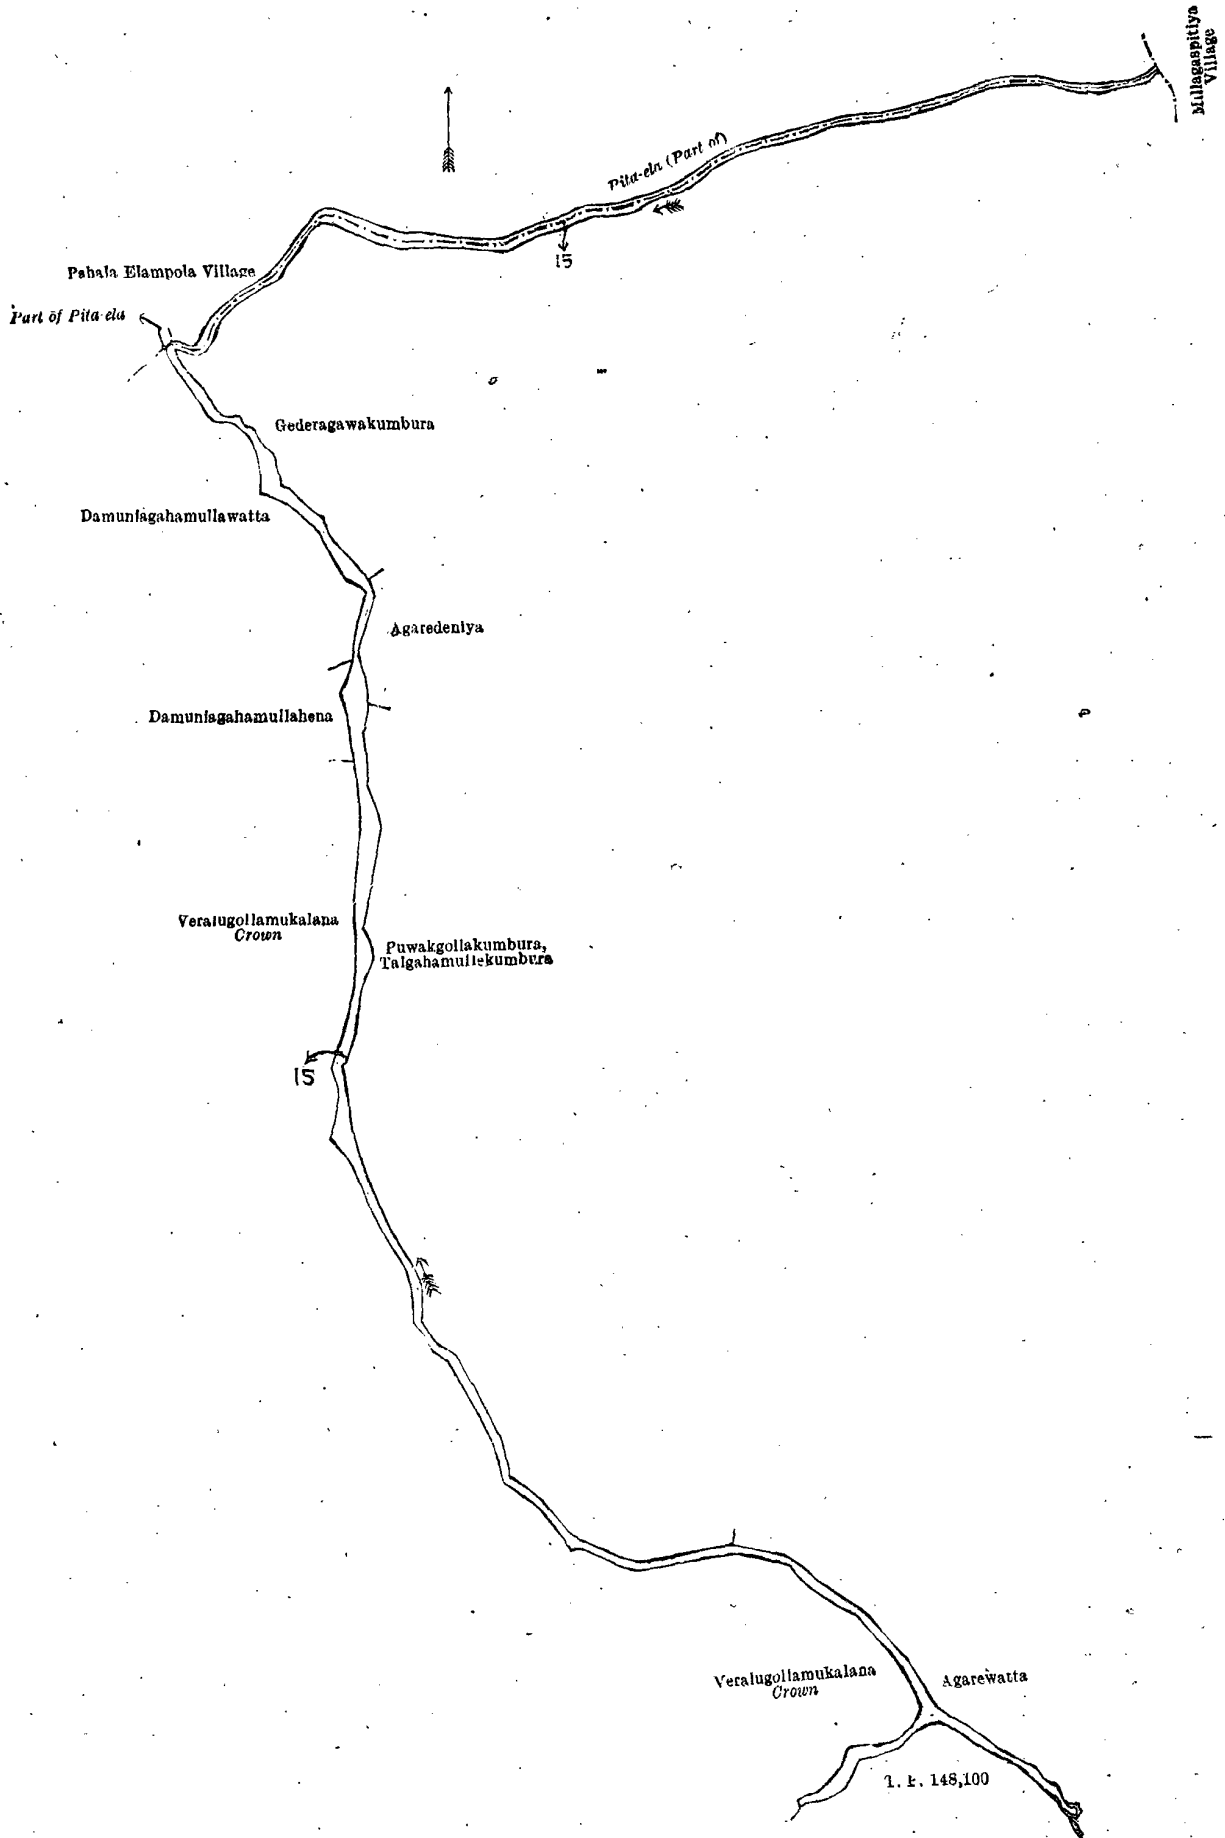 Millagaspitiya
Village
Pita-ela (Part of)
15
Pahala Elampola Village
Part of Pita-ela
Gederagawakumbura
Damuniagahamullawatta
Agaredeniya
Damuniagahamullahena
Veralugollamukalana
Crown
Puwakgollakumbura,
Talgahamullekumbura
15
Veralugollamukalana
Crown
Agarewatta
T. P. 148,100